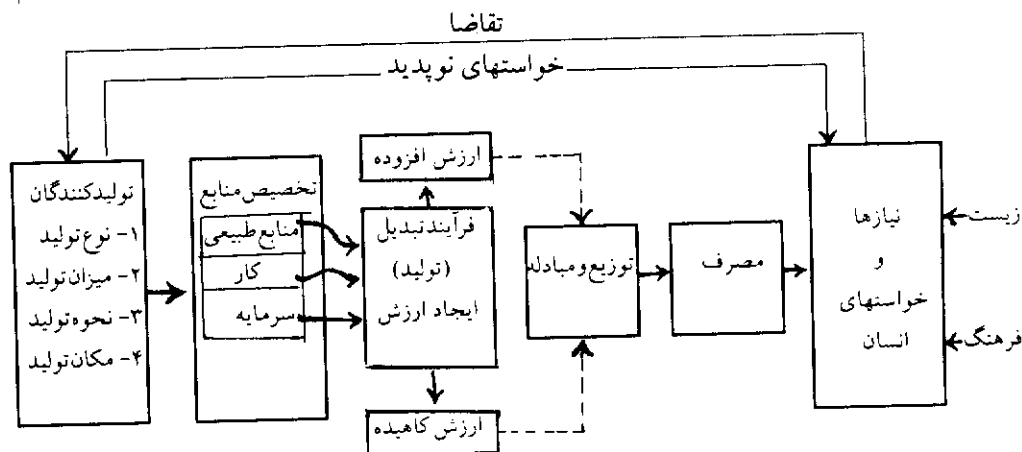 تقاضا
خواستهای نوپدید
تولیدکنندگان
۱- نوع تولید
۲- میزان تولید
۳- نحوه تولید
۴- مکان تولید
تخصیص منابع
منابع طبیعی
کار
سرمایه
ارزش افزوده
فرآیند تبدیل
(تولید)
ایجاد ارزش
ارزش کاهیده
توزیع و مبادله
مصرف
نیازها
و
خواستهای
انسان
زیست
فرهنگ